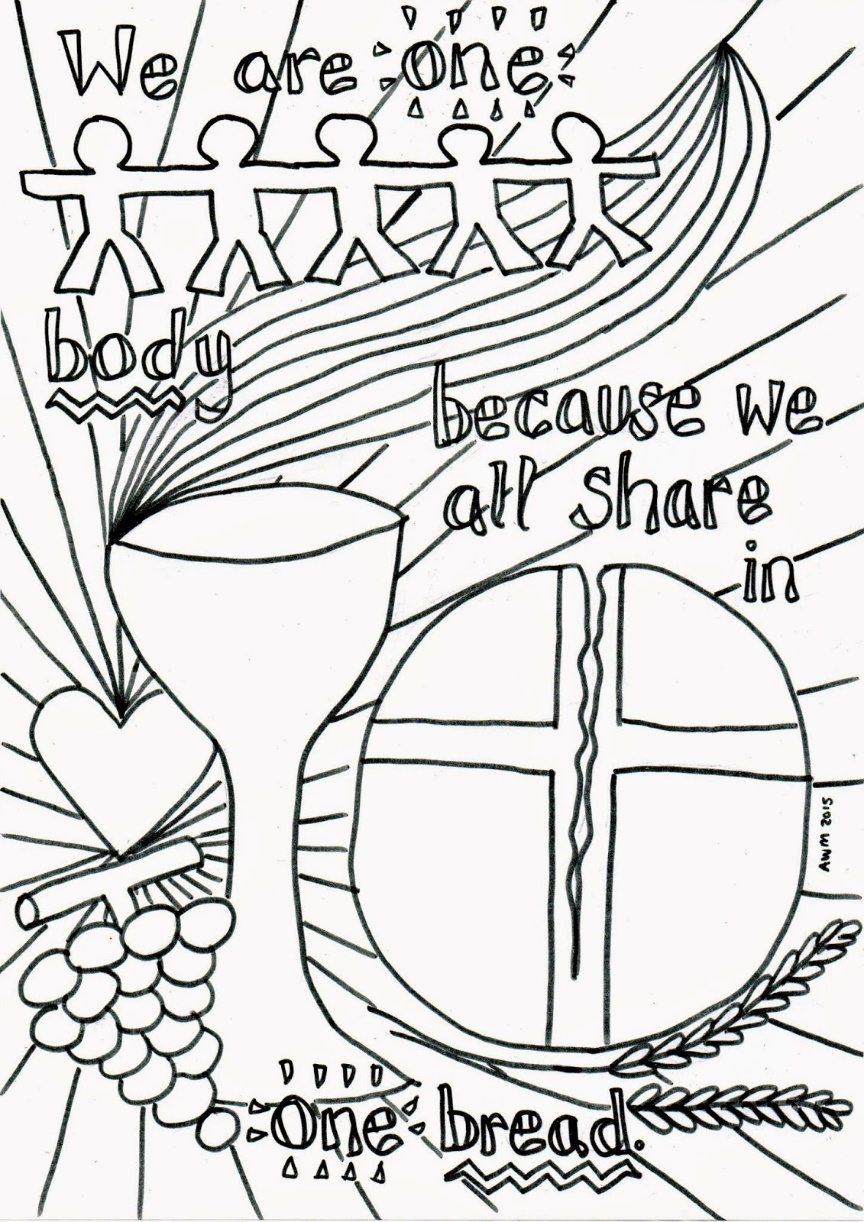 We are one
body
because we
all share
in
AWM 2015
One bread.